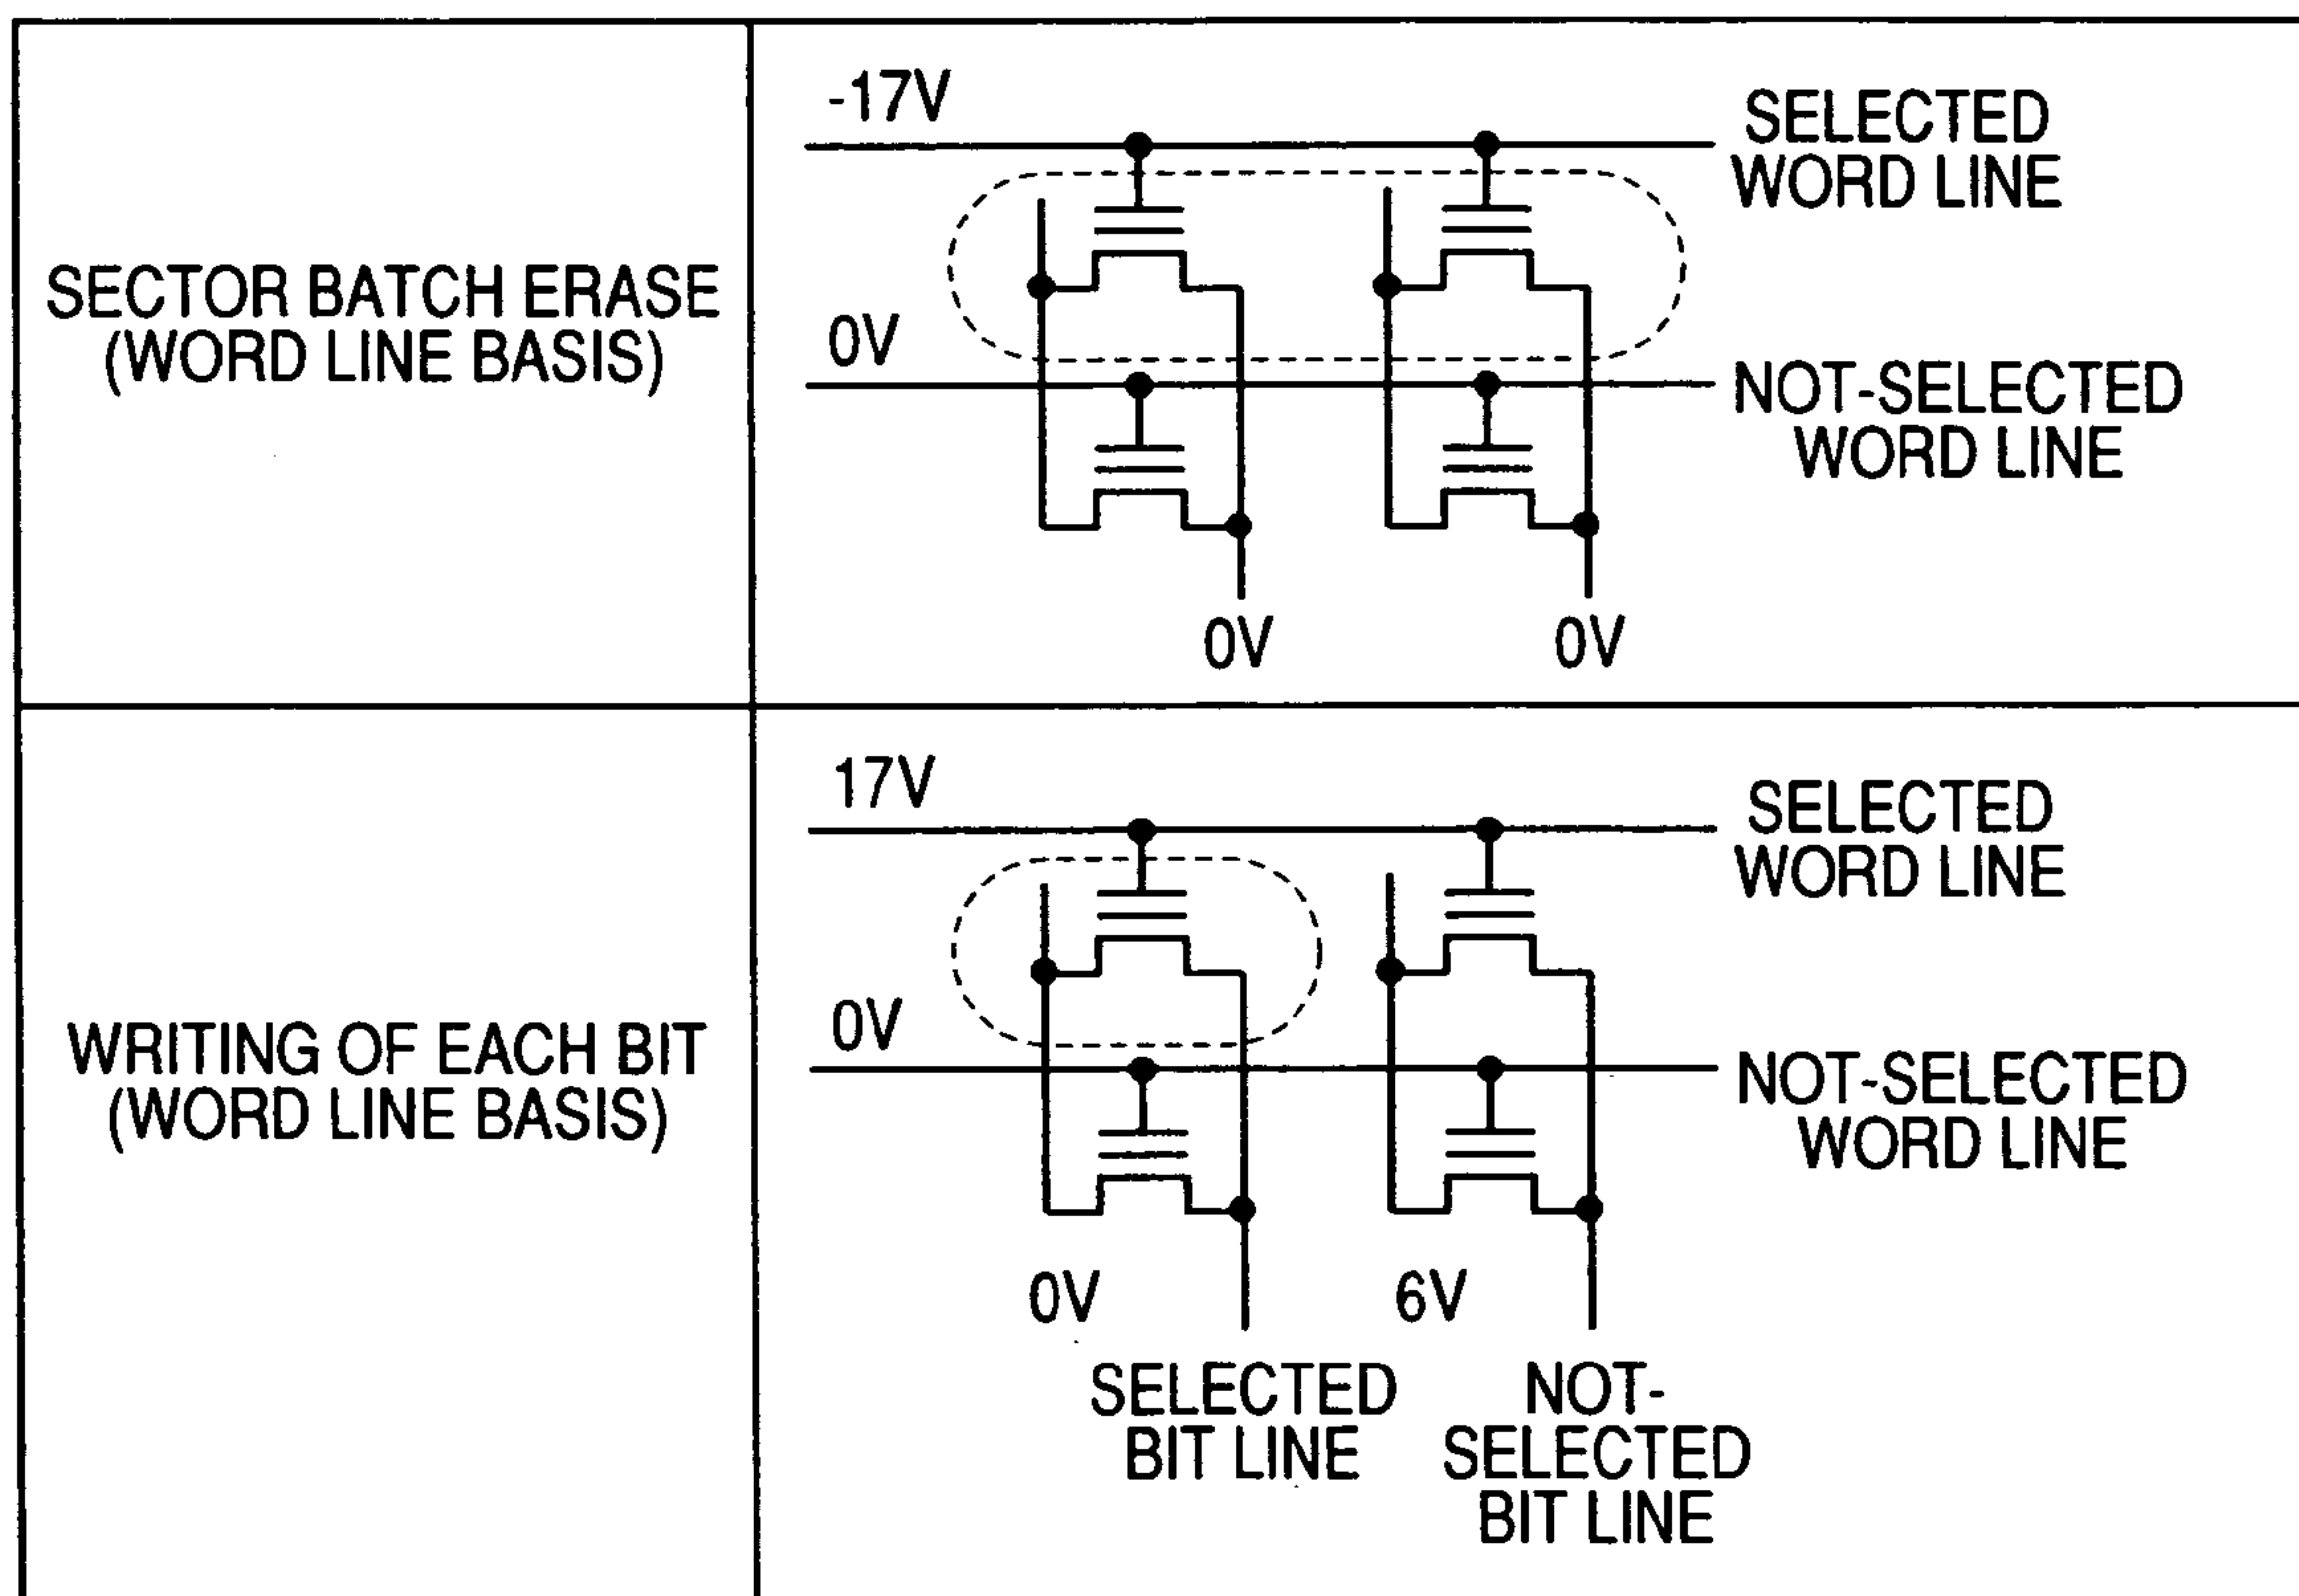 SECTOR BATCH ERASE
(WORD LINE BASIS)
-17V
SELECTED
WORD LINE
0V
NOT-SELECTED
WORD LINE
0V
0V
WRITING OF EACH BIT
(WORD LINE BASIS)
17V
SELECTED
WORD LINE
0V
NOT-SELECTED
WORD LINE
0V
6V
SELECTED
BIT LINE
NOT-
SELECTED
BIT LINE